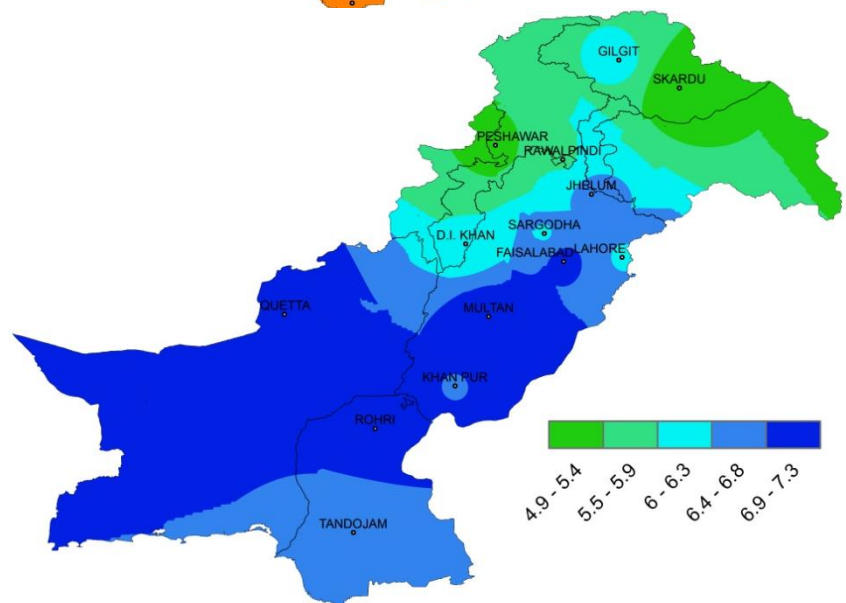 GILGIT
SKARDU
PESHAWAR
RAWALPINDI
JHELUM
SARGODHA
D.I. KHAN
FAISALABAD
LAHORE
QUETTA
MULTAN
KHAN PUR
ROHRI
TANDOJAM
4.9 - 5.4
5.5 - 5.9
6 - 6.3
6.4 - 6.8
6.9 - 7.3